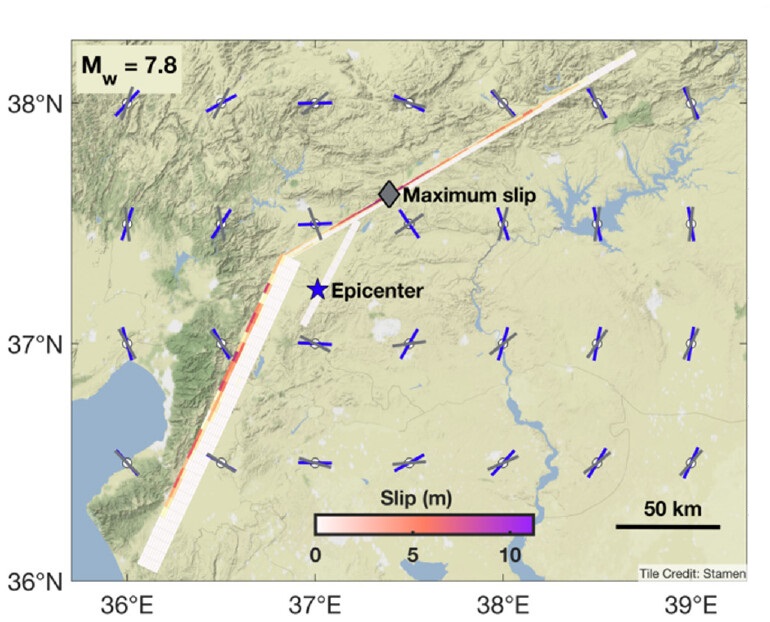 M_w = 7.8
38°N
Maximum slip
Epicenter
37°N
Slip (m)
50 km
0 5 10
Tile Credit: Stamen
36°N
36°E 37°E 38°E 39°E